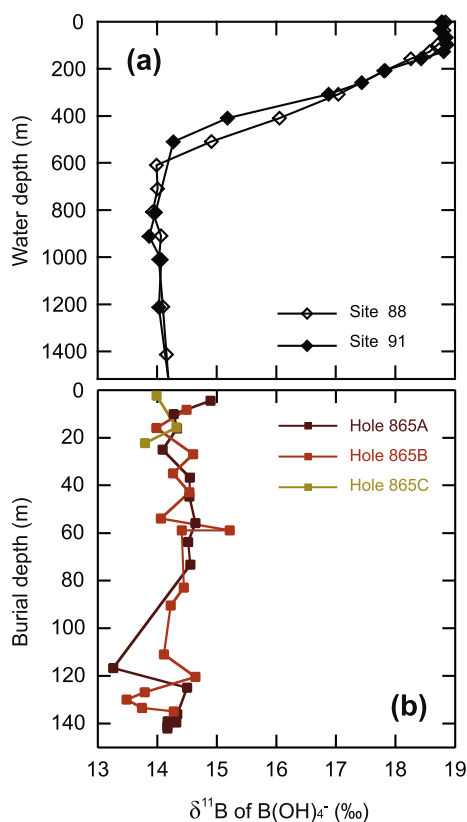 0
(a)
200
400
600
800
1000
1200
1400
Water depth (m)
Site 88
Site 91
0
20
40
60
80
100
120
140
Burial depth (m)
Hole 865A
Hole 865B
Hole 865C
(b)
13 14 15 16 17 18 19
δ¹¹B of B(OH)₄⁻ (‰)